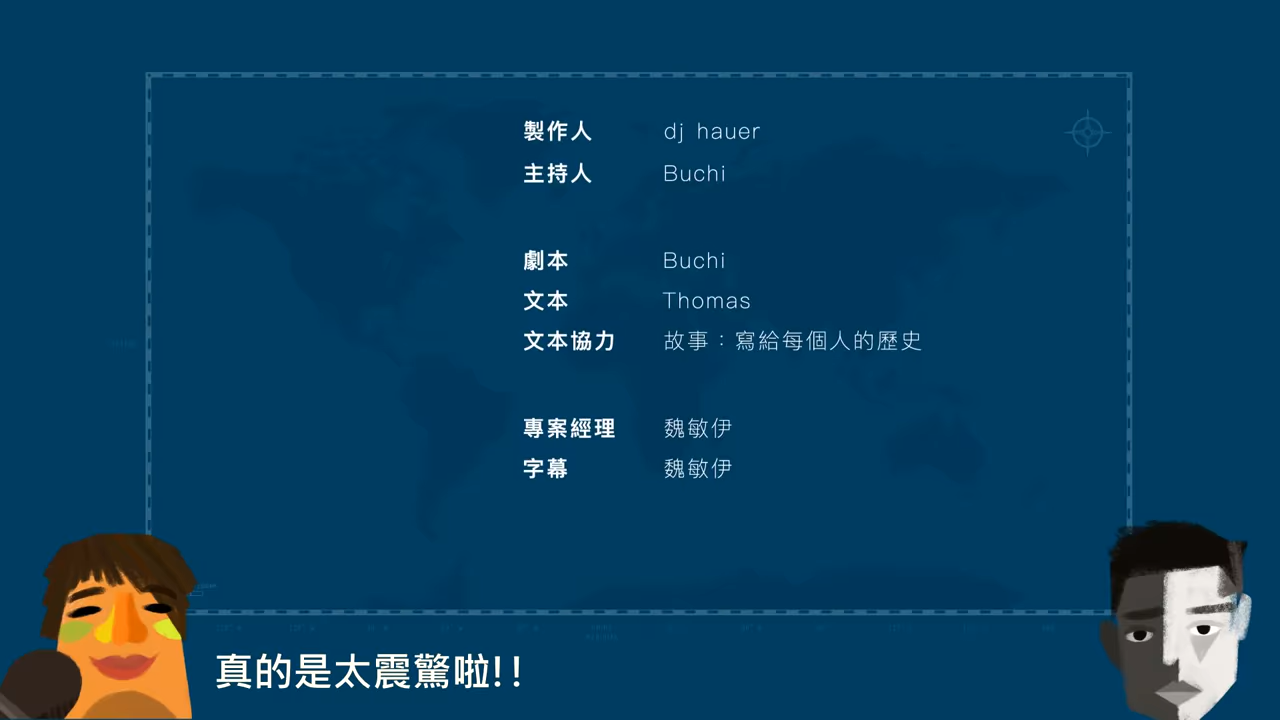 製作人 dj hauer
主持人 Buchi
劇本 Buchi
文本 Thomas
文本協力 故事：寫給每個人的歷史
專案經理 魏敏伊
字幕 魏敏伊
真的是太震驚啦!!